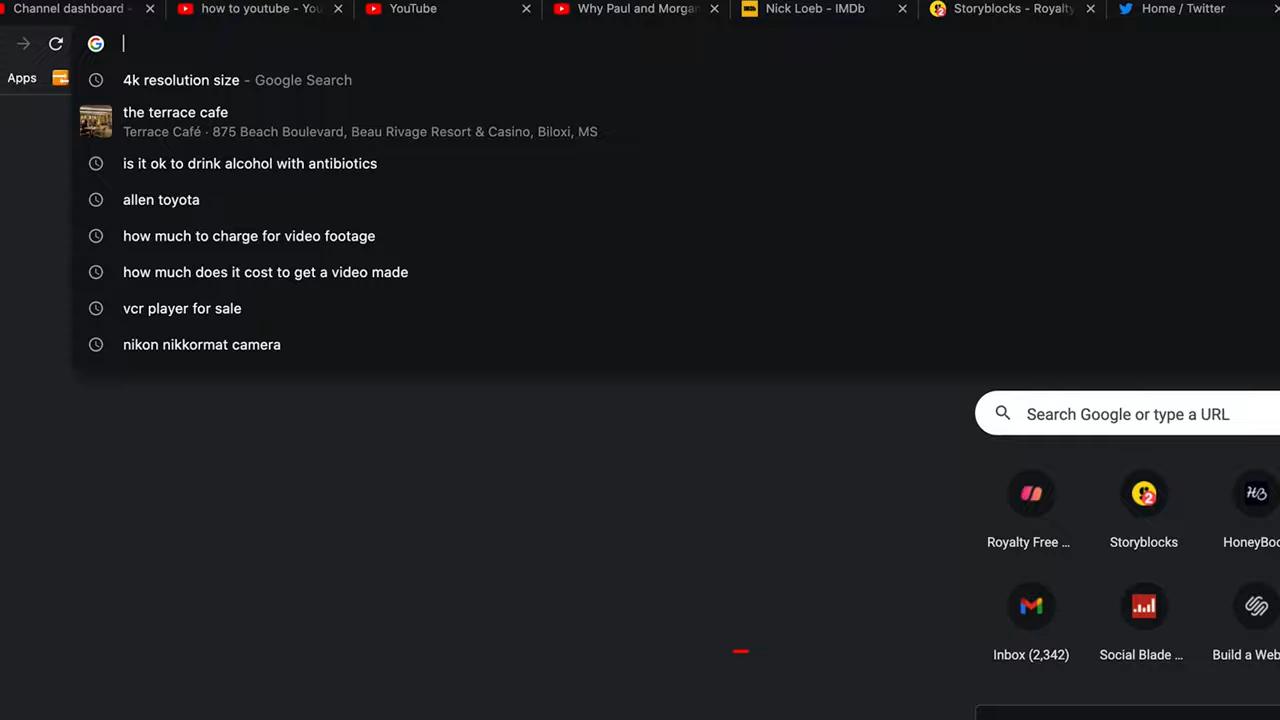 Channel dashboard -
how to youtube - You
YouTube
Why Paul and Morgan
Nick Loeb - IMDb
Storyblocks - Royalty
Home / Twitter
Apps
4k resolution size - Google Search
the terrace cafe
Terrace Café · 875 Beach Boulevard, Beau Rivage Resort & Casino, Biloxi, MS
is it ok to drink alcohol with antibiotics
allen toyota
how much to charge for video footage
how much does it cost to get a video made
vcr player for sale
nikon nikkormat camera
Search Google or type a URL
Royalty Free ...
Storyblocks
HoneyBoo
Inbox (2,342)
Social Blade ...
Build a Web